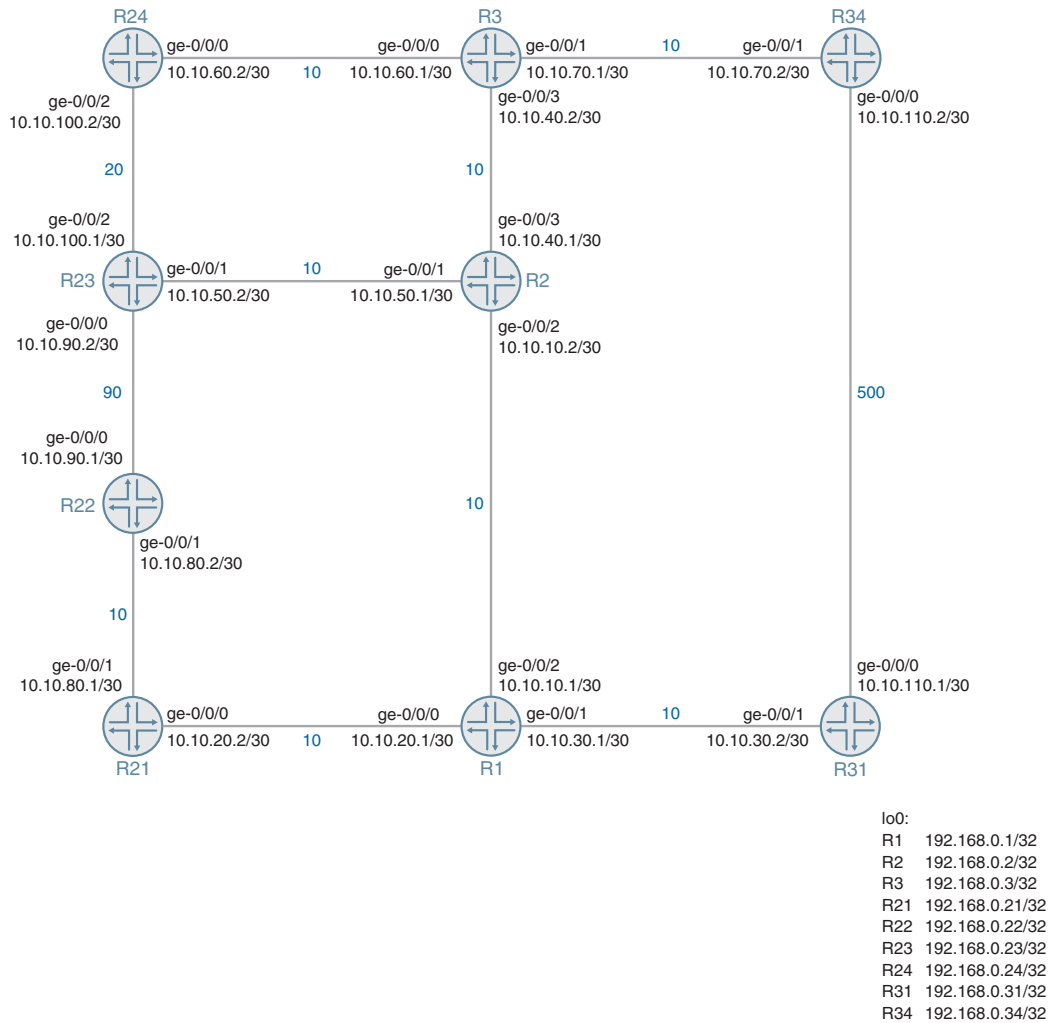 R24
R3
R34
ge-0/0/0
ge-0/0/0
ge-0/0/1
10
ge-0/0/1
10.10.60.2/30
10
10.10.60.1/30
10.10.70.1/30
10.10.70.2/30
ge-0/0/2
10.10.100.2/30
ge-0/0/3
10.10.40.2/30
ge-0/0/0
10.10.110.2/30
20
10
ge-0/0/2
10.10.100.1/30
ge-0/0/3
10.10.40.1/30
R23
ge-0/0/1
10
ge-0/0/1
R2
10.10.50.2/30
10.10.50.1/30
ge-0/0/0
10.10.90.2/30
ge-0/0/2
10.10.10.2/30
90
500
ge-0/0/0
10.10.90.1/30
R22
10
ge-0/0/1
10.10.80.2/30
10
ge-0/0/1
10.10.80.1/30
ge-0/0/2
10.10.10.1/30
ge-0/0/0
10.10.110.1/30
ge-0/0/0
ge-0/0/0
ge-0/0/1
10
ge-0/0/1
10.10.20.2/30
10
10.10.20.1/30
10.10.30.1/30
10.10.30.2/30
R21
R1
R31
lo0:
R1 192.168.0.1/32
R2 192.168.0.2/32
R3 192.168.0.3/32
R21 192.168.0.21/32
R22 192.168.0.22/32
R23 192.168.0.23/32
R24 192.168.0.24/32
R31 192.168.0.31/32
R34 192.168.0.34/32